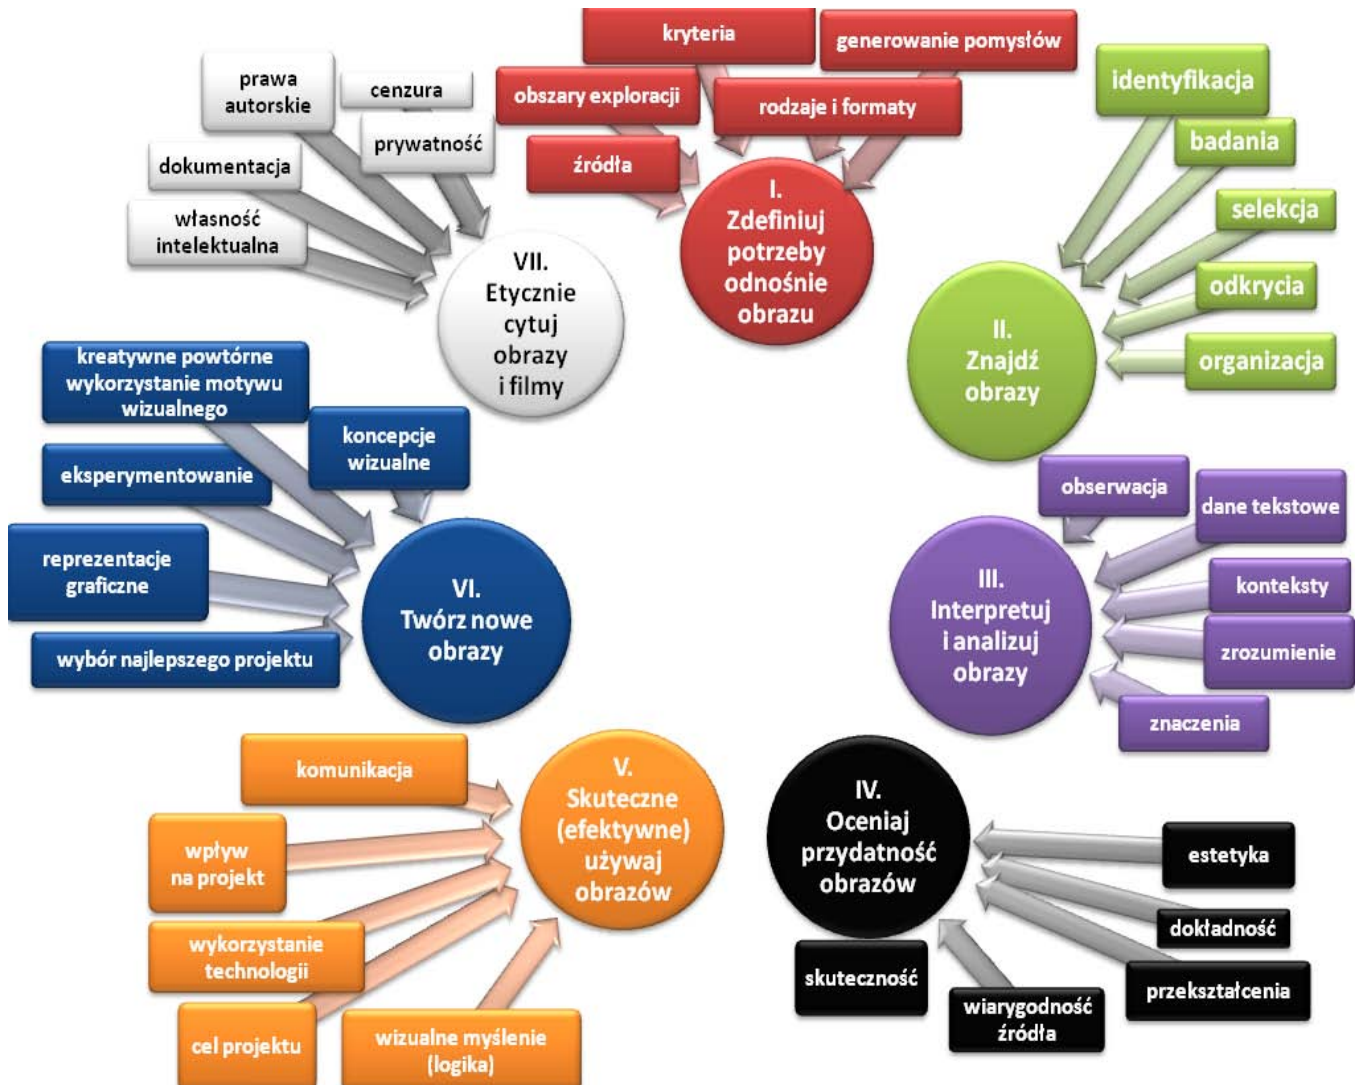 kryteria
generowanie pomysłów
obszary exploracji
rodzaje i formaty
źródła
I.
Zdefiniuj
potrzeby
odnośnie
obrazu
identyfikacja
badania
selekcja
odkrycia
organizacja
II.
Znajdź
obrazy
obserwacja
dane tekstowe
konteksty
zrozumienie
znaczenia
III.
Interpretuj
i analizuj
obrazy
IV.
Oceniaj
przydatność
obrazów
estetyka
dokładność
przekształcenia
wiarygodność
źródła
skuteczność
V.
Skuteczne
(efektywne)
używaj
obrazów
komunikacja
wpływ
na projekt
wykorzystanie
technologii
cel projektu
wizualne myślenie
(logika)
VI.
Twórz nowe
obrazy
kreatywne powtórne
wykorzystanie motywu
wizualnego
koncepcje
wizualne
eksperymentowanie
reprezentacje
graficzne
wybór najlepszego projektu
VII.
Etycznie
cytuj
obrazy
i filmy
prawa
autorskie
cenzura
prywatność
dokumentacja
własność
intelektualna